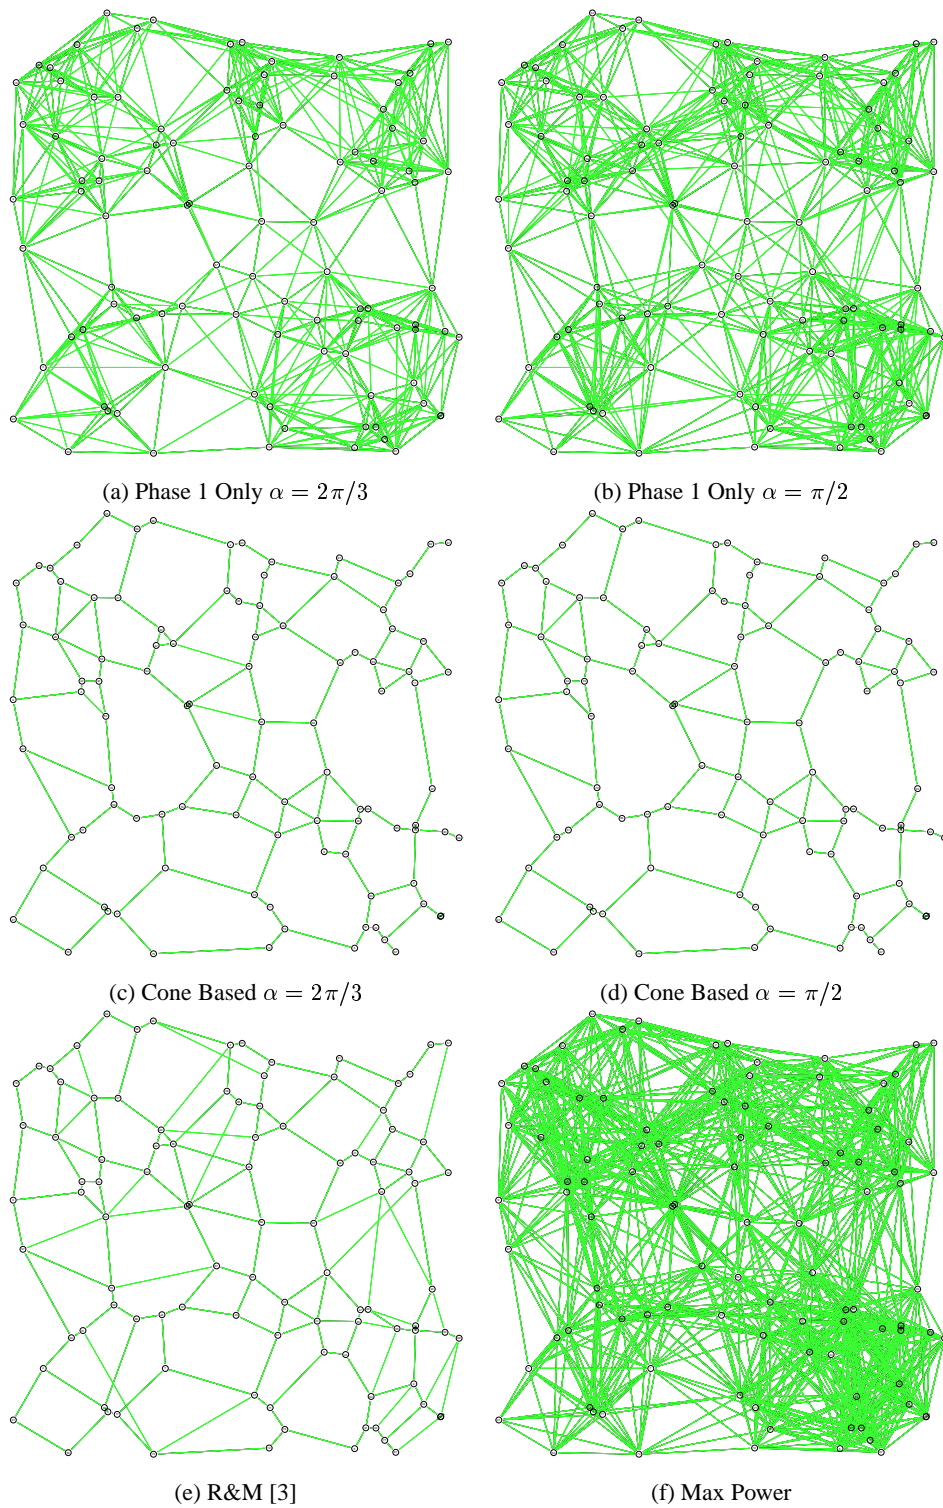 (a) Phase 1 Only α = 2π/3
(b) Phase 1 Only α = π/2
(c) Cone Based α = 2π/3
(d) Cone Based α = π/2
(e) R&M [3]
(f) Max Power